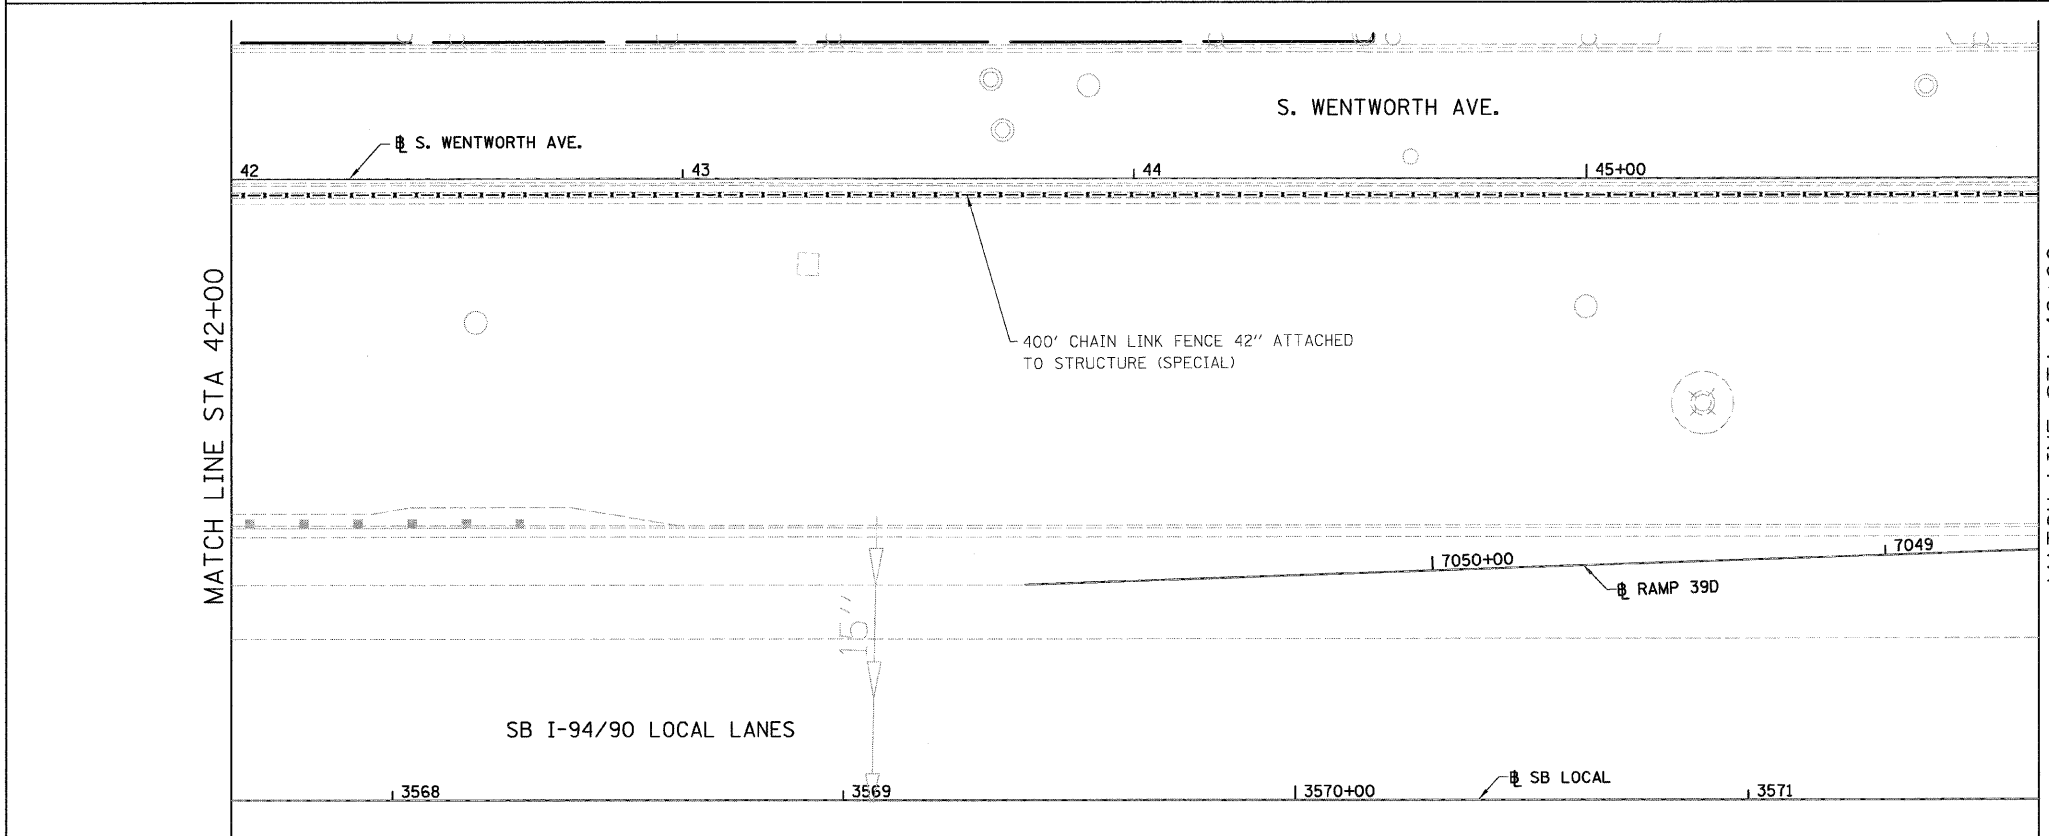 S. WENTWORTH AVE.
℄ S. WENTWORTH AVE.
42
43
44
45+00
MATCH LINE STA 42+00
400' CHAIN LINK FENCE 42" ATTACHED
TO STRUCTURE (SPECIAL)
7050+00
7049
℄ RAMP 39D
15"
SB I-94/90 LOCAL LANES
℄ SB LOCAL
3568
3569
3570+00
3571